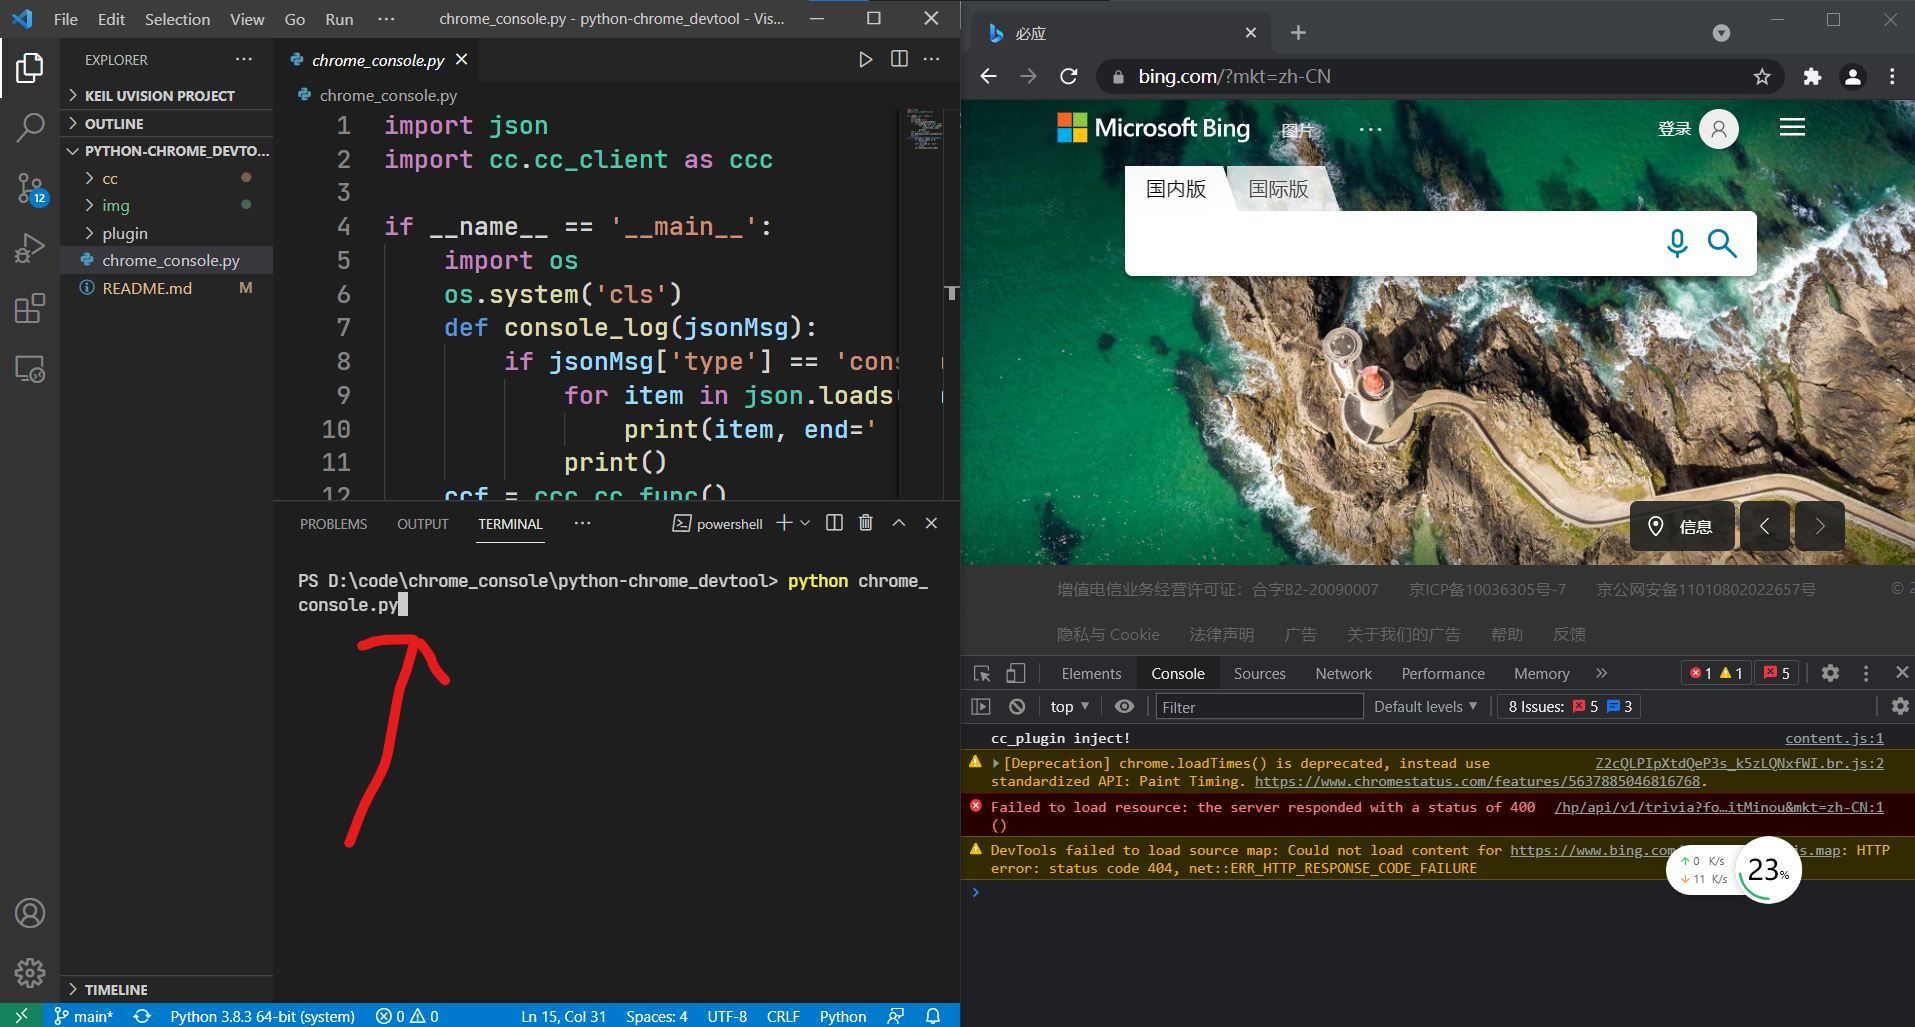 File Edit Selection View Go Run ··· chrome_console.py - python-chrome_devtool - Vis...
EXPLORER ···
KEIL UVISION PROJECT
OUTLINE
PYTHON-CHROME_DEVTO...
cc
img
plugin
chrome_console.py
README.md M
TIMELINE
12
chrome_console.py
chrome_console.py
1 import json
2 import cc.cc_client as ccc
3
4 if __name__ == '__main__':
5 import os
6 os.system('cls')
7 def console_log(jsonMsg):
8 if jsonMsg['type'] == 'cons
9 for item in json.loads(
10 print(item, end='
11 print()
12 ccf = ccc.cc_func()
PROBLEMS OUTPUT TERMINAL ··· powershell
PS D:\code\chrome_console\python-chrome_devtool> python chrome_
console.py
main* Python 3.8.3 64-bit (system) 0 0 Ln 15, Col 31 Spaces: 4 UTF-8 CRLF Python
必应
bing.com/?mkt=zh-CN
Microsoft Bing 图片 ··· 登录
国内版 国际版
信息
增值电信业务经营许可证：合字B2-20090007 京ICP备10036305号-7 京公网安备11010802022657号 © 2
隐私与 Cookie 法律声明 广告 关于我们的广告 帮助 反馈
Elements Console Sources Network Performance Memory 1 1 5
top Filter Default levels 8 Issues: 5 3
cc_plugin inject! content.js:1
[Deprecation] chrome.loadTimes() is deprecated, instead use Z2cQLPIpXtdQeP3s_k5zLQNxfWI.br.js:2
standardized API: Paint Timing. https://www.chromestatus.com/features/5637885046816768.
Failed to load resource: the server responded with a status of 400 /hp/api/v1/trivia?fo…itMinou&mkt=zh-CN:1
()
DevTools failed to load source map: Could not load content for https://www.bing.com is.map: HTTP
error: status code 404, net::ERR_HTTP_RESPONSE_CODE_FAILURE
0 K/s
11 K/s
23%